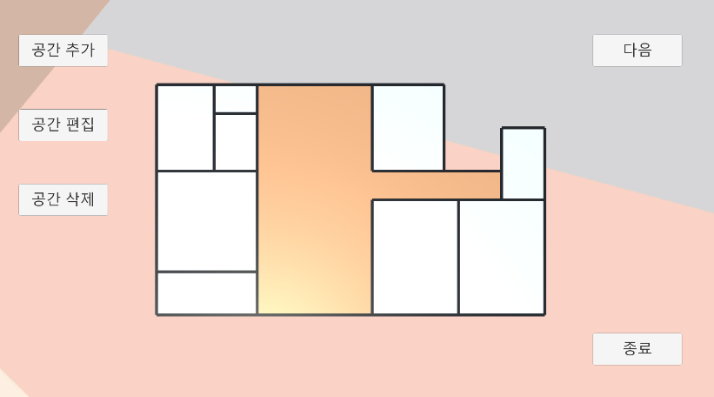 공간 추가
다음
공간 편집
공간 삭제
종료